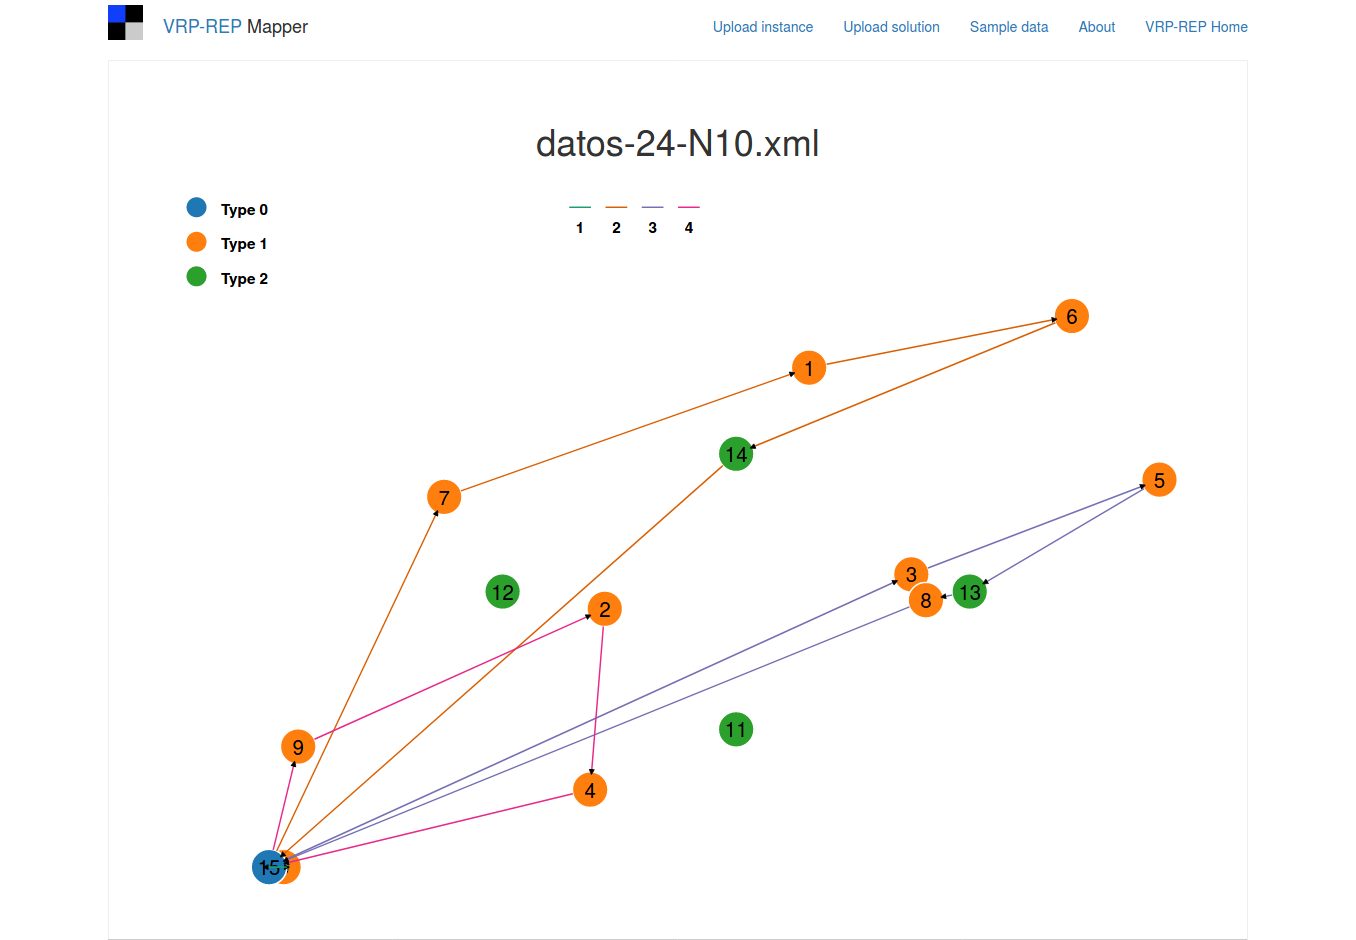 VRP-REP Mapper
Upload instance
Upload solution
Sample data
About
VRP-REP Home
datos-24-N10.xml
Type 0
Type 1
Type 2
1
2
3
4
6
1
14
5
7
3
12
13
8
2
11
9
4
15